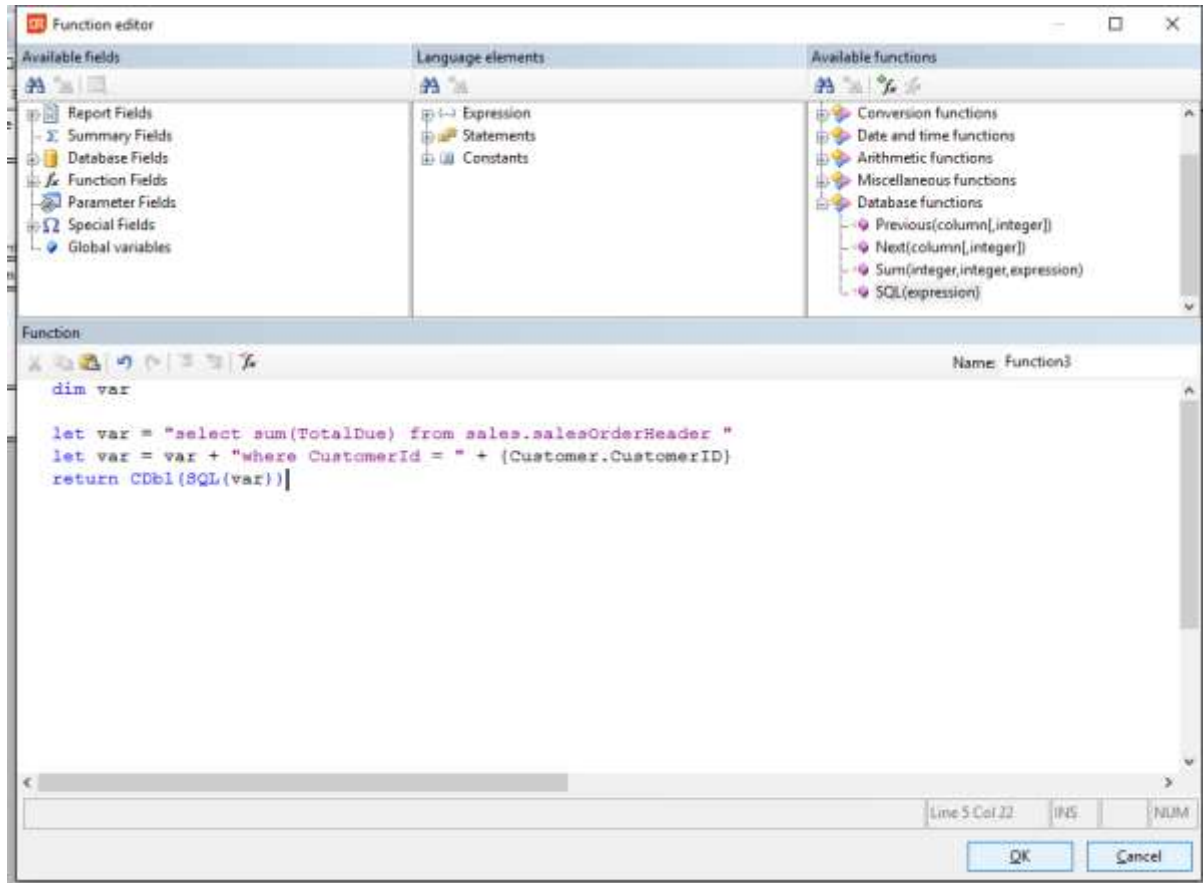 Function editor
Available fields
Language elements
Available functions
Report Fields
Summary Fields
Database Fields
Function Fields
Parameter Fields
Special Fields
Global variables
Expression
Statements
Constants
Conversion functions
Date and time functions
Arithmetic functions
Miscellaneous functions
Database functions
Previous(column[,integer])
Next(column[,integer])
Sum(integer,integer,expression)
SQL(expression)
Function
Name: Function3
dim var
let var = "select sum(TotalDue) from sales.salesOrderHeader "
let var = var + "where CustomerId = " + {Customer.CustomerID}
return CDbl(SQL(var))
Line 5 Col 22
INS
NUM
OK
Cancel